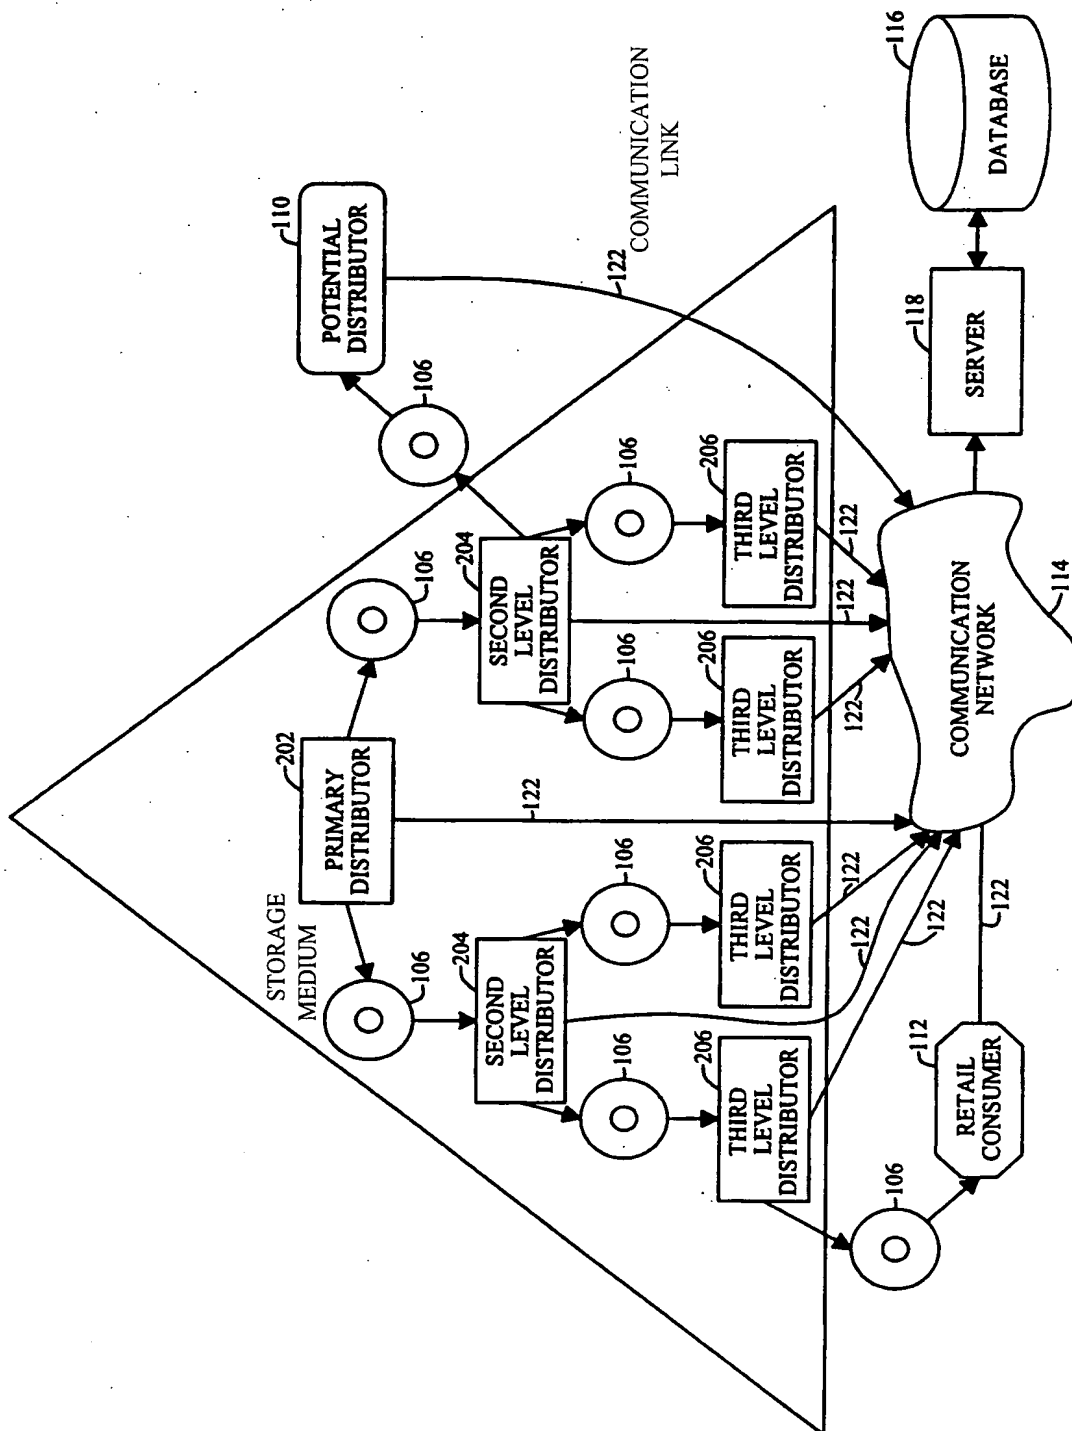 116
DATABASE
COMMUNICATION
LINK
110
POTENTIAL
DISTRIBUTOR
122
118
SERVER
106
106
204
SECOND
LEVEL
DISTRIBUTOR
106
206
THIRD
LEVEL
DISTRIBUTOR
122
122
106
206
THIRD
LEVEL
DISTRIBUTOR
122
COMMUNICATION
NETWORK
114
202
PRIMARY
DISTRIBUTOR
122
STORAGE
MEDIUM
106
204
SECOND
LEVEL
DISTRIBUTOR
106
206
THIRD
LEVEL
DISTRIBUTOR
122
122
122
122
106
206
THIRD
LEVEL
DISTRIBUTOR
112
RETAIL
CONSUMER
106